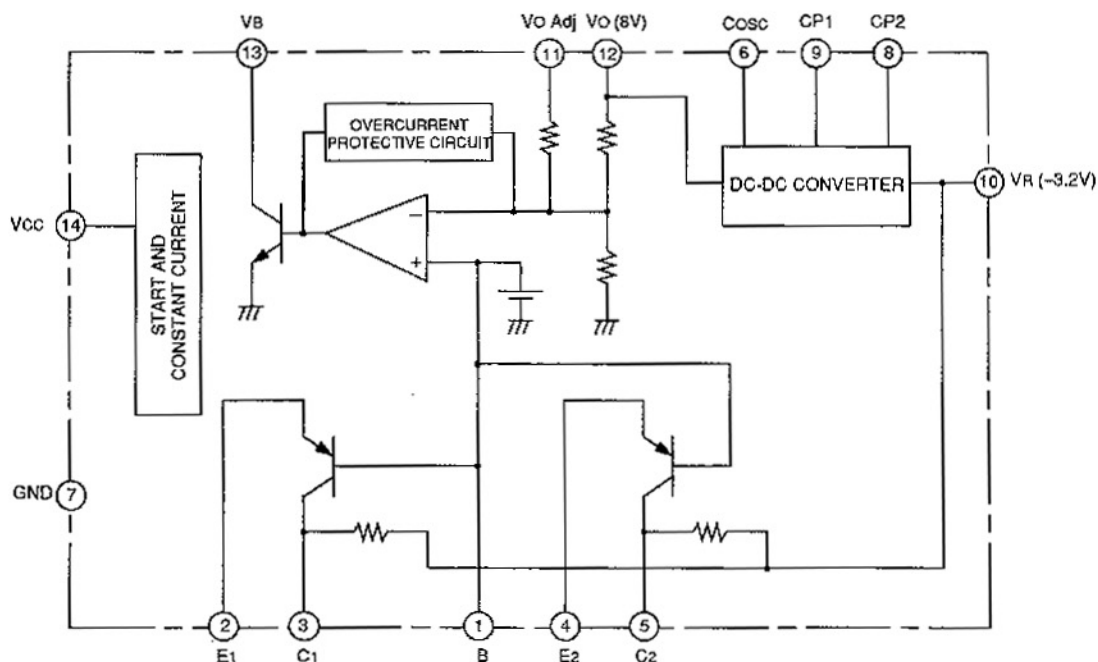 VB
VO Adj
VO (8V)
COSC
CP1
CP2
13
11
12
6
9
8
OVERCURRENT
PROTECTIVE CIRCUIT
DC-DC CONVERTER
10
VR (–3.2V)
VCC
14
START AND
CONSTANT CURRENT
–
+
GND
7
2
3
1
4
5
E1
C1
B
E2
C2